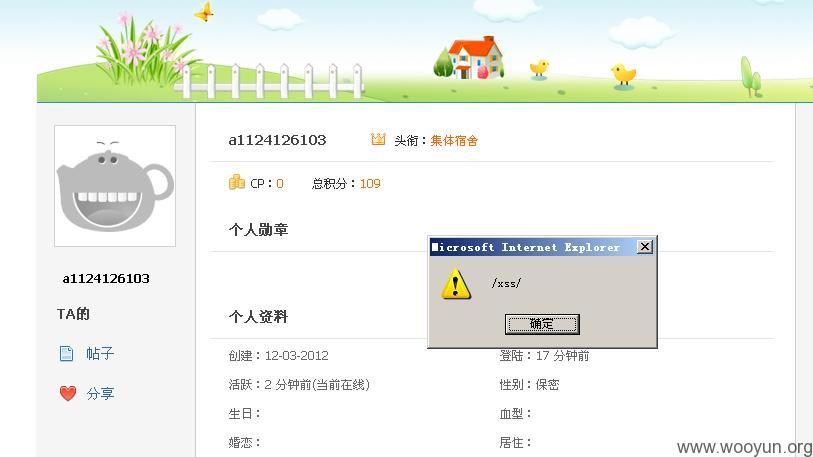 a1124126103
头衔：集体宿舍
CP：0 总积分：109
个人勋章
Microsoft Internet Explorer
/xss/
确定
a1124126103
TA的
帖子
分享
个人资料
创建：12-03-2012
登陆：17 分钟前
活跃：2 分钟前(当前在线)
性别：保密
生日：
血型：
婚恋：
居住：
www.wooyun.org